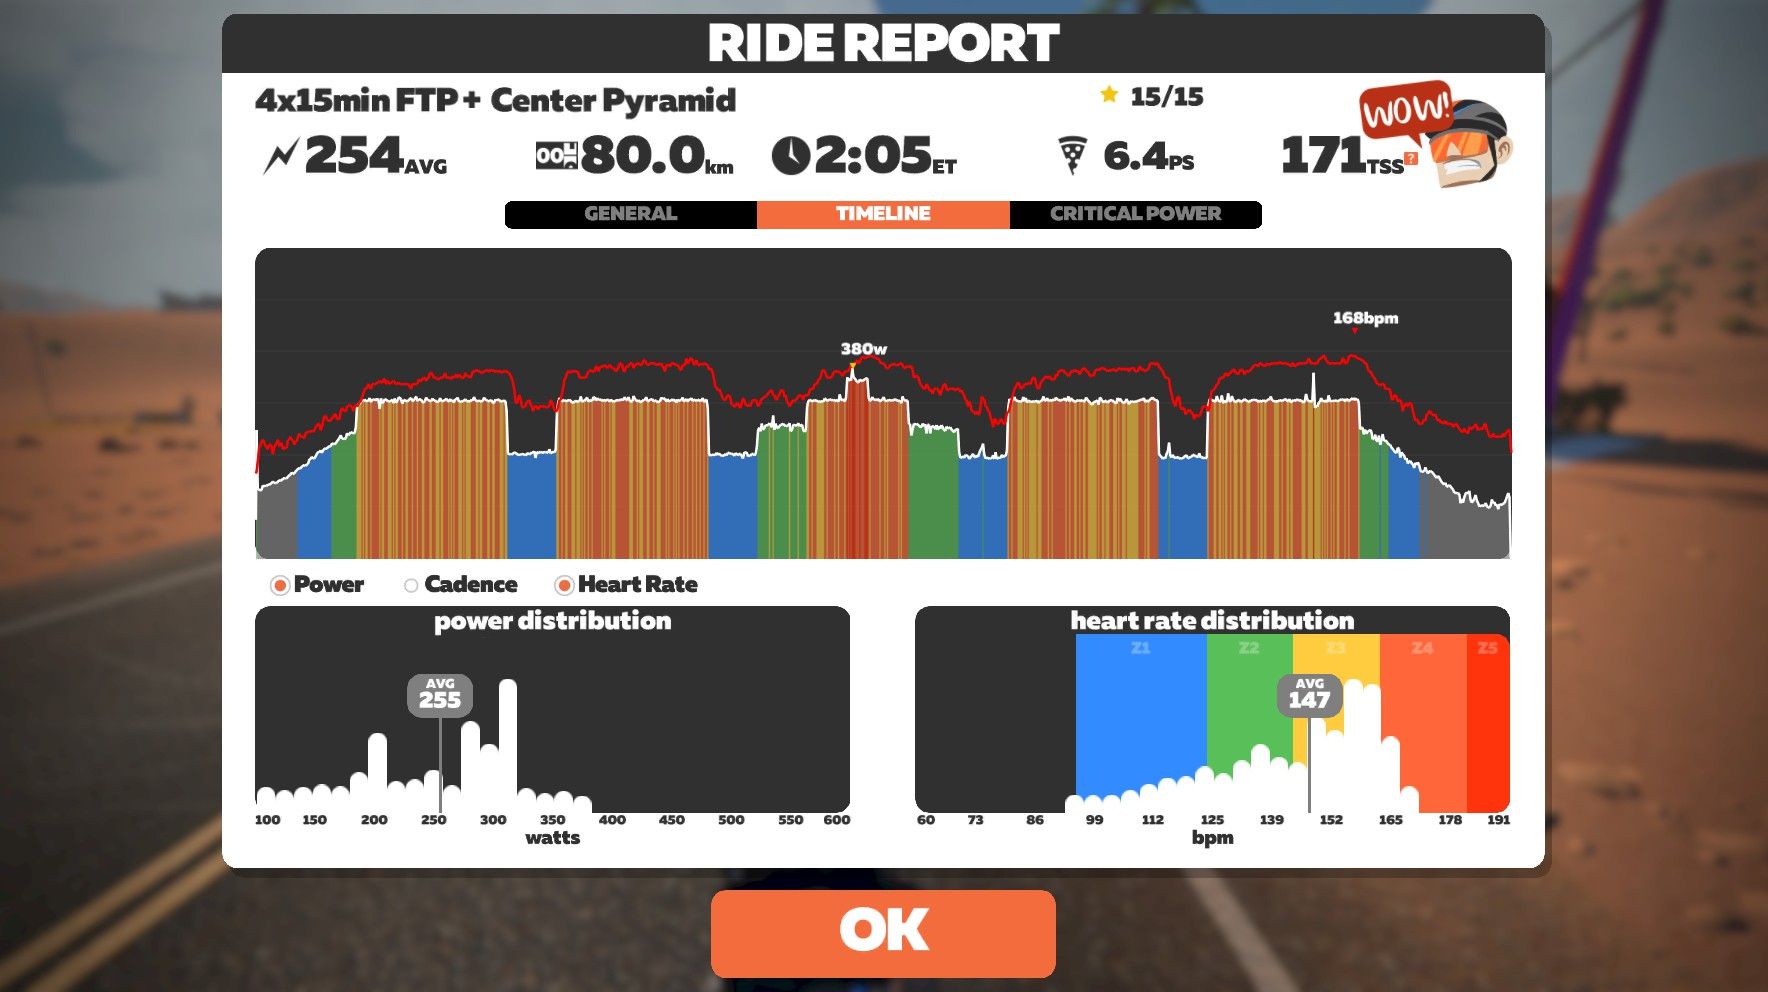 RIDE REPORT
4x15min FTP + Center Pyramid
15/15
WOW!
254AVG
80.0km
2:05ET
6.4PS
171TSS?
GENERAL
TIMELINE
CRITICAL POWER
168bpm
380w
Power
Cadence
Heart Rate
power distribution
AVG
255
100 150 200 250 300 350 400 450 500 550 600
watts
heart rate distribution
Z1 Z2 Z3 Z4 Z5
AVG
147
60 73 86 99 112 125 139 152 165 178 191
bpm
OK